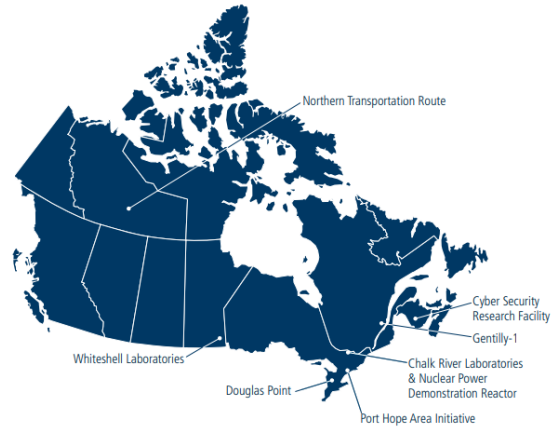 Northern Transportation Route
Cyber Security
Research Facility
Gentilly-1
Whiteshell Laboratories
Chalk River Laboratories
& Nuclear Power
Demonstration Reactor
Douglas Point
Port Hope Area Initiative